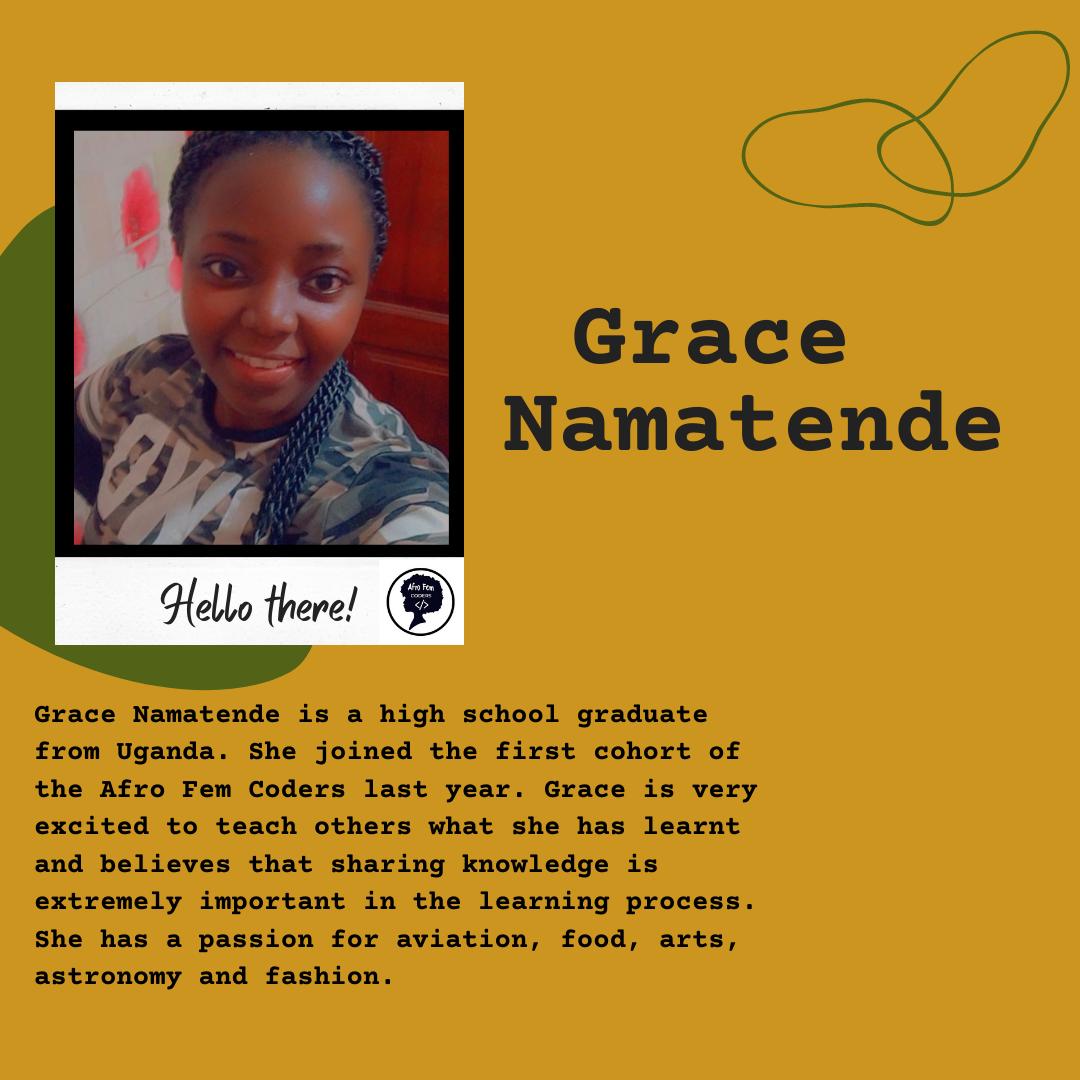 Grace
Namatende
Hello there!
Afro Fem
CODERS
</>
Grace Namatende is a high school graduate
from Uganda. She joined the first cohort of
the Afro Fem Coders last year. Grace is very
excited to teach others what she has learnt
and believes that sharing knowledge is
extremely important in the learning process.
She has a passion for aviation, food, arts,
astronomy and fashion.